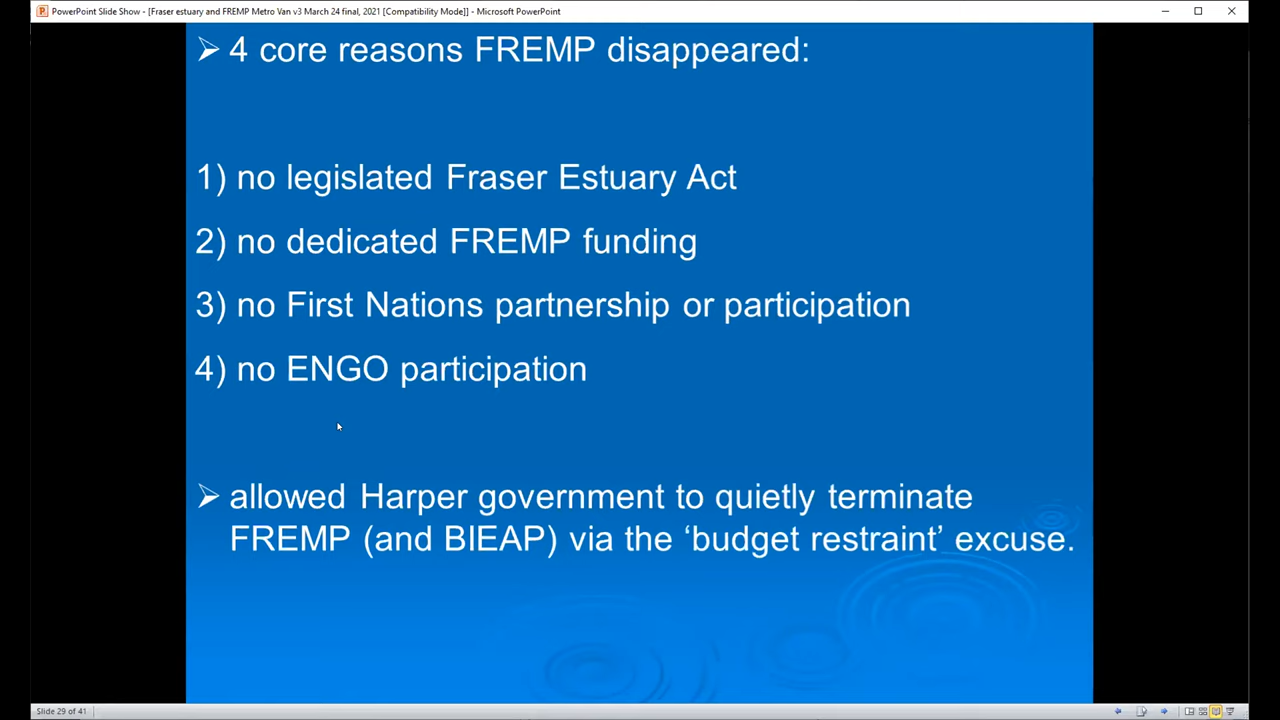 PowerPoint Slide Show - [Fraser estuary and FREMP Metro Van v3 March 24 final, 2021 [Compatibility Mode]] - Microsoft PowerPoint
➢ 4 core reasons FREMP disappeared:
1) no legislated Fraser Estuary Act
2) no dedicated FREMP funding
3) no First Nations partnership or participation
4) no ENGO participation
➢ allowed Harper government to quietly terminate
FREMP (and BIEAP) via the ‘budget restraint’ excuse.
Slide 29 of 41